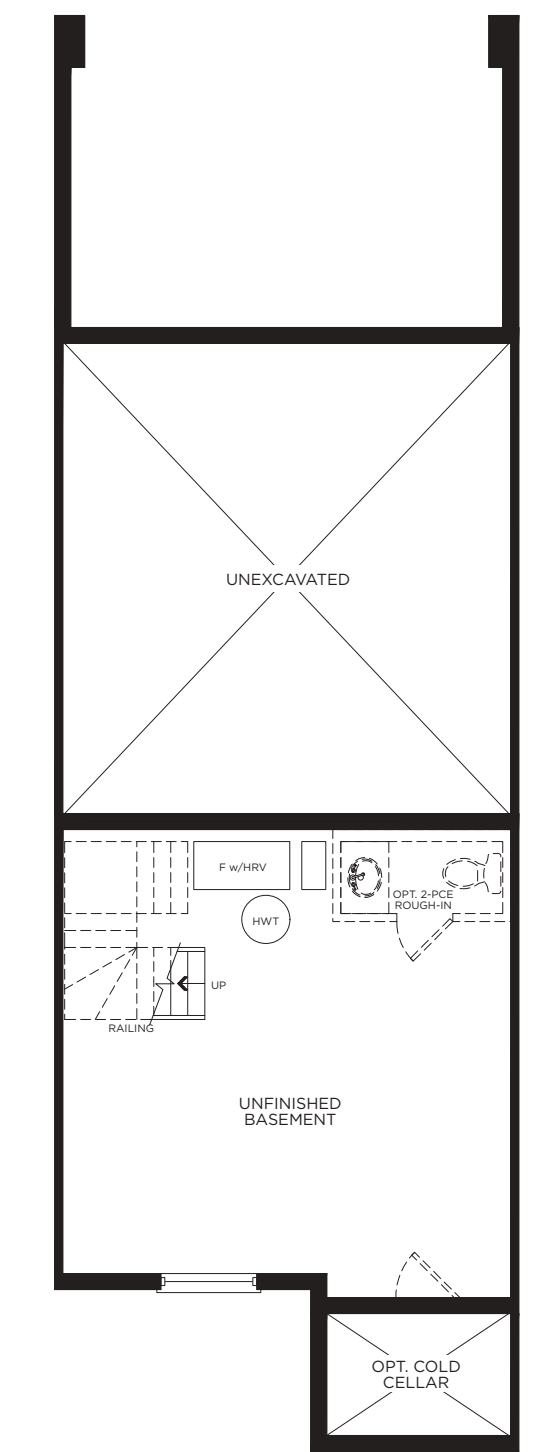 UNEXCAVATED
F w/HRV
OPT. 2-PCE
ROUGH-IN
HWT
UP
RAILING
UNFINISHED
BASEMENT
OPT. COLD
CELLAR